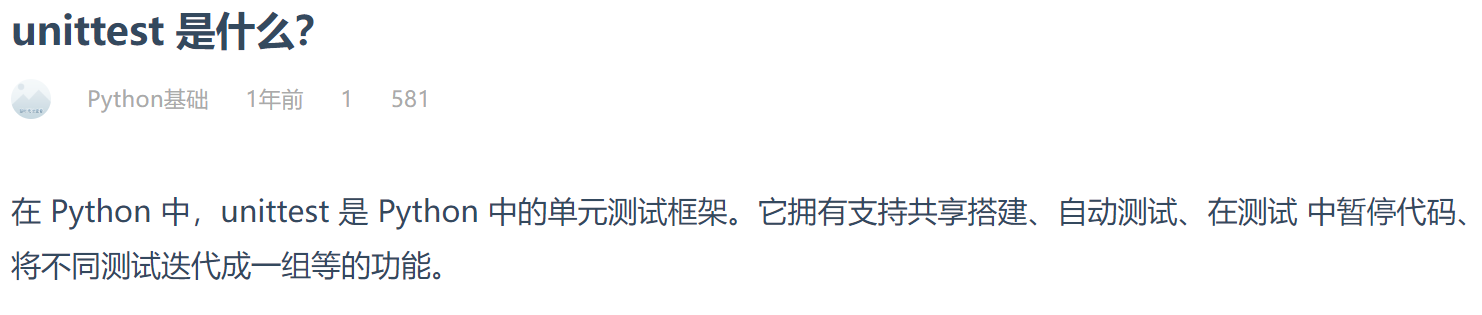 unittest 是什么？
Python基础 1年前 1 581
在 Python 中，unittest 是 Python 中的单元测试框架。它拥有支持共享搭建、自动测试、在测试 中暂停代码、
将不同测试迭代成一组等的功能。